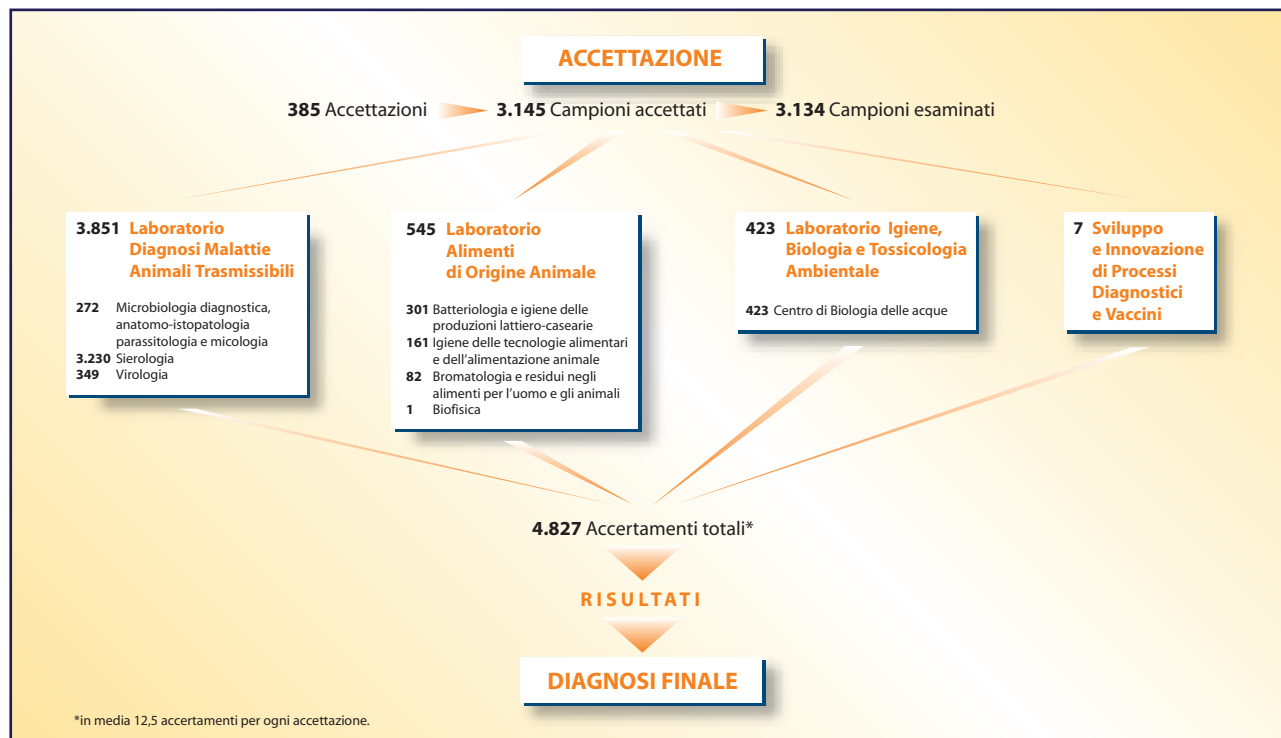 ACCETTAZIONE
385 Accettazioni 3.145 Campioni accettati 3.134 Campioni esaminati
3.851 Laboratorio
Diagnosi Malattie
Animali Trasmissibili
272 Microbiologia diagnostica,
anatomo-istopatologia
parassitologia e micologia
3.230 Sierologia
349 Virologia
545 Laboratorio
Alimenti
di Origine Animale
301 Batteriologia e igiene delle
produzioni lattiero-casearie
161 Igiene delle tecnologie alimentari
e dell'alimentazione animale
82 Bromatologia e residui negli
alimenti per l'uomo e gli animali
1 Biofisica
423 Laboratorio Igiene,
Biologia e Tossicologia
Ambientale
423 Centro di Biologia delle acque
7 Sviluppo
e Innovazione
di Processi
Diagnostici
e Vaccini
4.827 Accertamenti totali*
RISULTATI
DIAGNOSI FINALE
*in media 12,5 accertamenti per ogni accettazione.